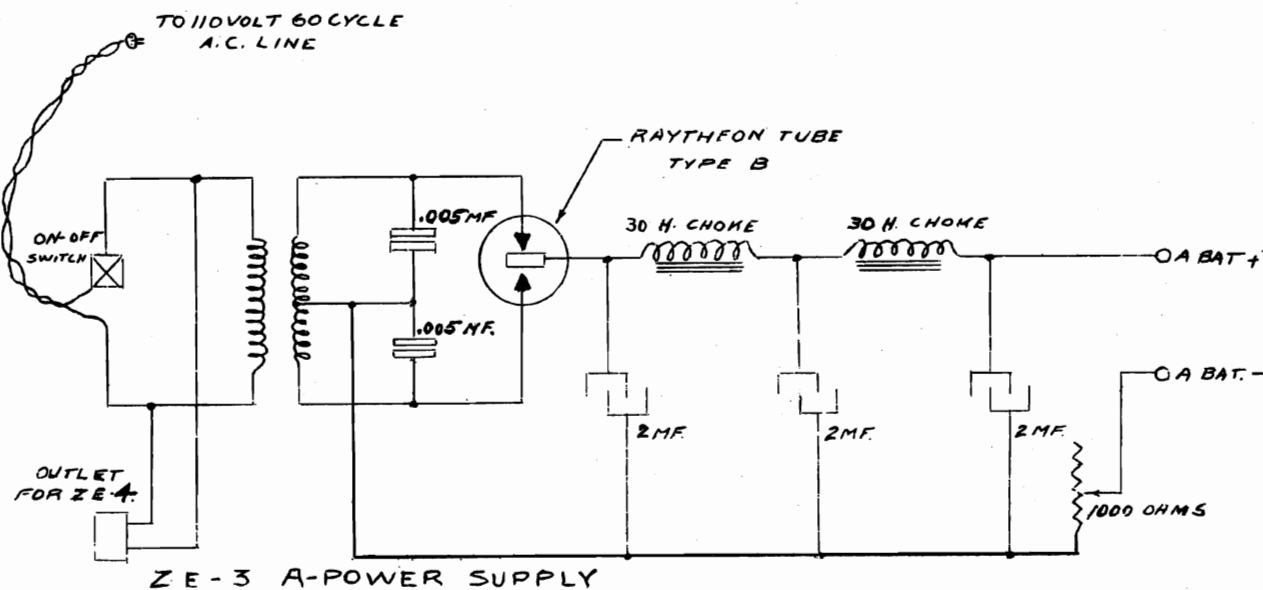 TO 110 VOLT 60 CYCLE
A.C. LINE
RAYTHFON TUBE
TYPE B
.005 MF
30 H. CHOKE
30 H. CHOKE
ON-OFF
SWITCH
A BAT +
.005 MF.
A BAT. -
2 MF.
2 MF.
2 MF.
OUTLET
FOR ZE-4.
1000 OHMS
ZE-3 A-POWER SUPPLY